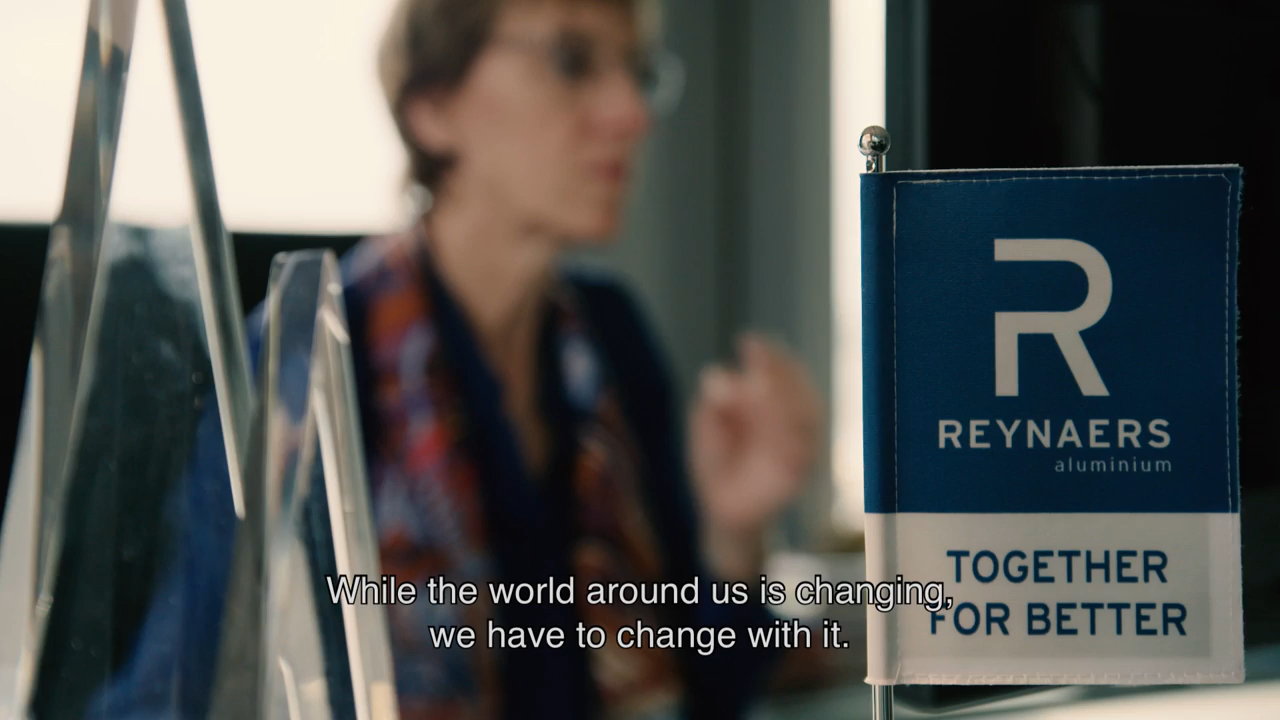 R
REYNAERS
aluminium
TOGETHER
FOR BETTER
While the world around us is changing,
we have to change with it.